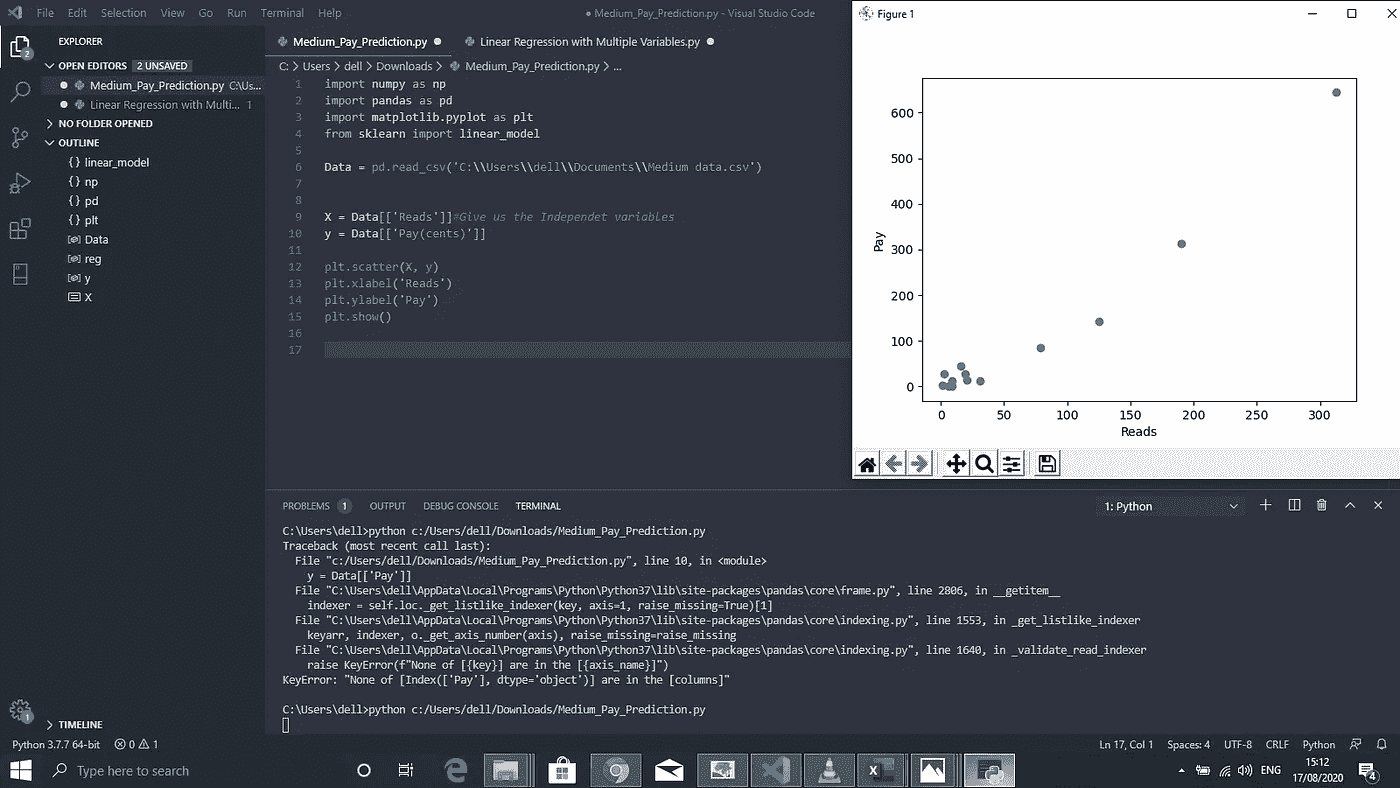 File Edit Selection View Go Run Terminal Help
● Medium_Pay_Prediction.py - Visual Studio Code
Figure 1
EXPLORER
OPEN EDITORS 2 UNSAVED
Medium_Pay_Prediction.py C:\Us...
Linear Regression with Multi... 1
NO FOLDER OPENED
OUTLINE
{} linear_model
{} np
{} pd
{} plt
Data
reg
y
X
TIMELINE
2
1
Medium_Pay_Prediction.py ●
Linear Regression with Multiple Variables.py ●
C: > Users > dell > Downloads > Medium_Pay_Prediction.py > ...
1 import numpy as np
2 import pandas as pd
3 import matplotlib.pyplot as plt
4 from sklearn import linear_model
5
6 Data = pd.read_csv('C:\\Users\\dell\\Documents\\Medium data.csv')
7
8
9 X = Data[['Reads']]#Give us the Independet variables
10 y = Data[['Pay(cents)']]
11
12 plt.scatter(X, y)
13 plt.xlabel('Reads')
14 plt.ylabel('Pay')
15 plt.show()
16
17
600
500
400
300
200
100
0
Pay
0 50 100 150 200 250 300
Reads
PROBLEMS 1 OUTPUT DEBUG CONSOLE TERMINAL
1: Python
C:\Users\dell>python c:/Users/dell/Downloads/Medium_Pay_Prediction.py
Traceback (most recent call last):
File "c:/Users/dell/Downloads/Medium_Pay_Prediction.py", line 10, in <module>
y = Data[['Pay']]
File "C:\Users\dell\AppData\Local\Programs\Python\Python37\lib\site-packages\pandas\core\frame.py", line 2806, in __getitem__
indexer = self.loc._get_listlike_indexer(key, axis=1, raise_missing=True)[1]
File "C:\Users\dell\AppData\Local\Programs\Python\Python37\lib\site-packages\pandas\core\indexing.py", line 1553, in _get_listlike_indexer
keyarr, indexer, o._get_axis_number(axis), raise_missing=raise_missing
File "C:\Users\dell\AppData\Local\Programs\Python\Python37\lib\site-packages\pandas\core\indexing.py", line 1640, in _validate_read_indexer
raise KeyError(f"None of [{key}] are in the [{axis_name}]")
KeyError: "None of [Index(['Pay'], dtype='object')] are in the [columns]"
C:\Users\dell>python c:/Users/dell/Downloads/Medium_Pay_Prediction.py
Python 3.7.7 64-bit 0 1
Ln 17, Col 1 Spaces: 4 UTF-8 CRLF Python
Type here to search
ENG
15:12
17/08/2020
4